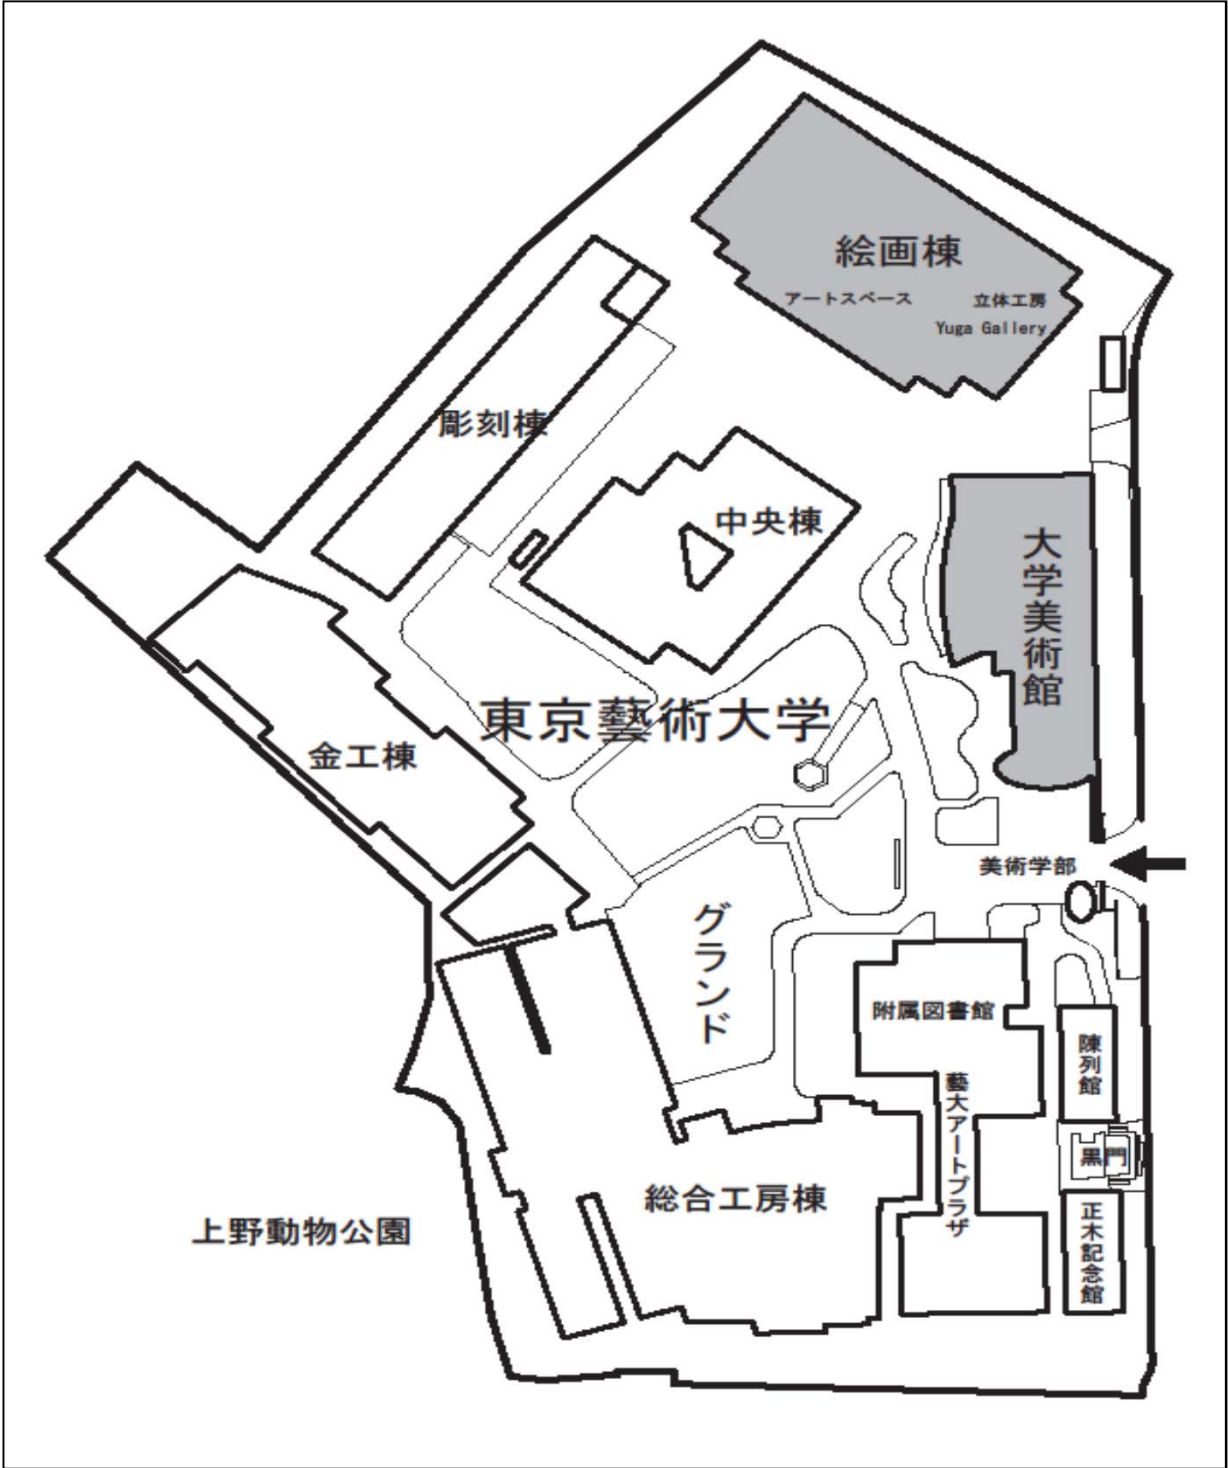 絵画棟
アートスペース
立体工房
Yuga Gallery
彫刻棟
中央棟
大学美術館
東京藝術大学
金工棟
美術学部
グランド
附属図書館
陳列館
藝大アートプラザ
黒門
総合工房棟
正木記念館
上野動物公園